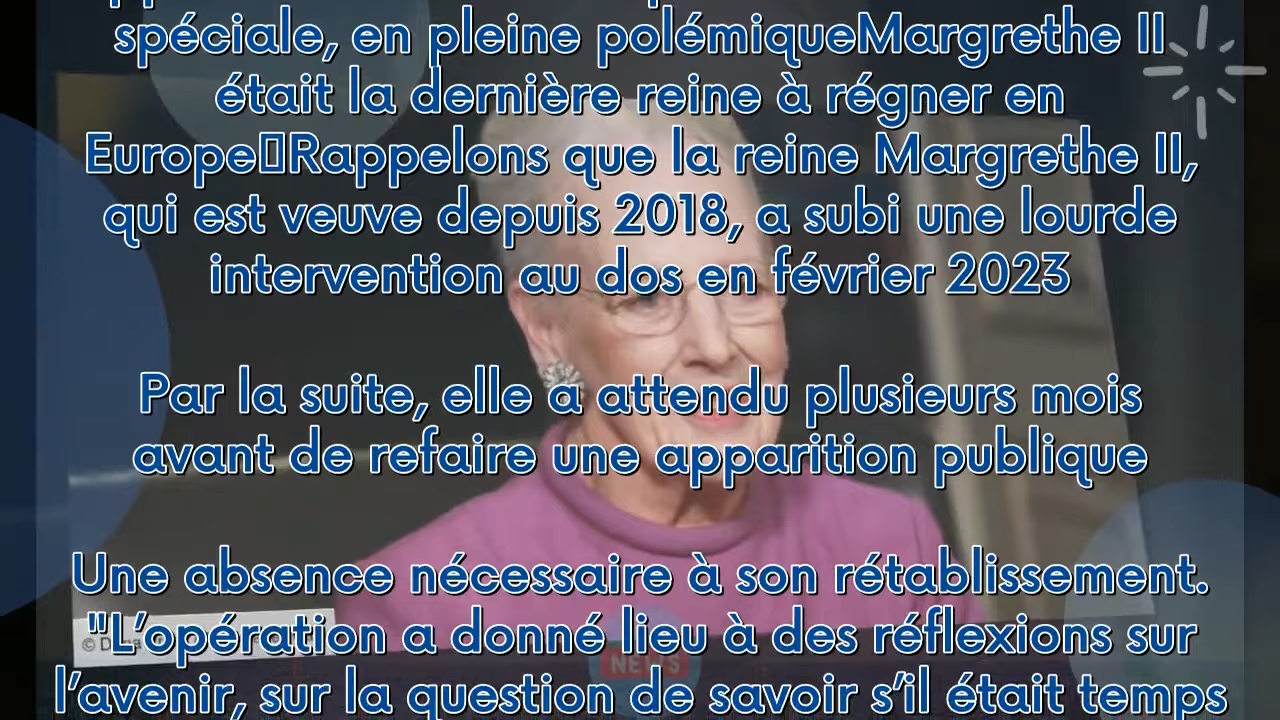 spéciale, en pleine polémiqueMargrethe II
était la dernière reine à régner en
Europe▯Rappelons que la reine Margrethe II,
qui est veuve depuis 2018, a subi une lourde
intervention au dos en février 2023
Par la suite, elle a attendu plusieurs mois
avant de refaire une apparition publique
Une absence nécessaire à son rétablissement.
"L’opération a donné lieu à des réflexions sur
NEWS
l’avenir, sur la question de savoir s’il était temps